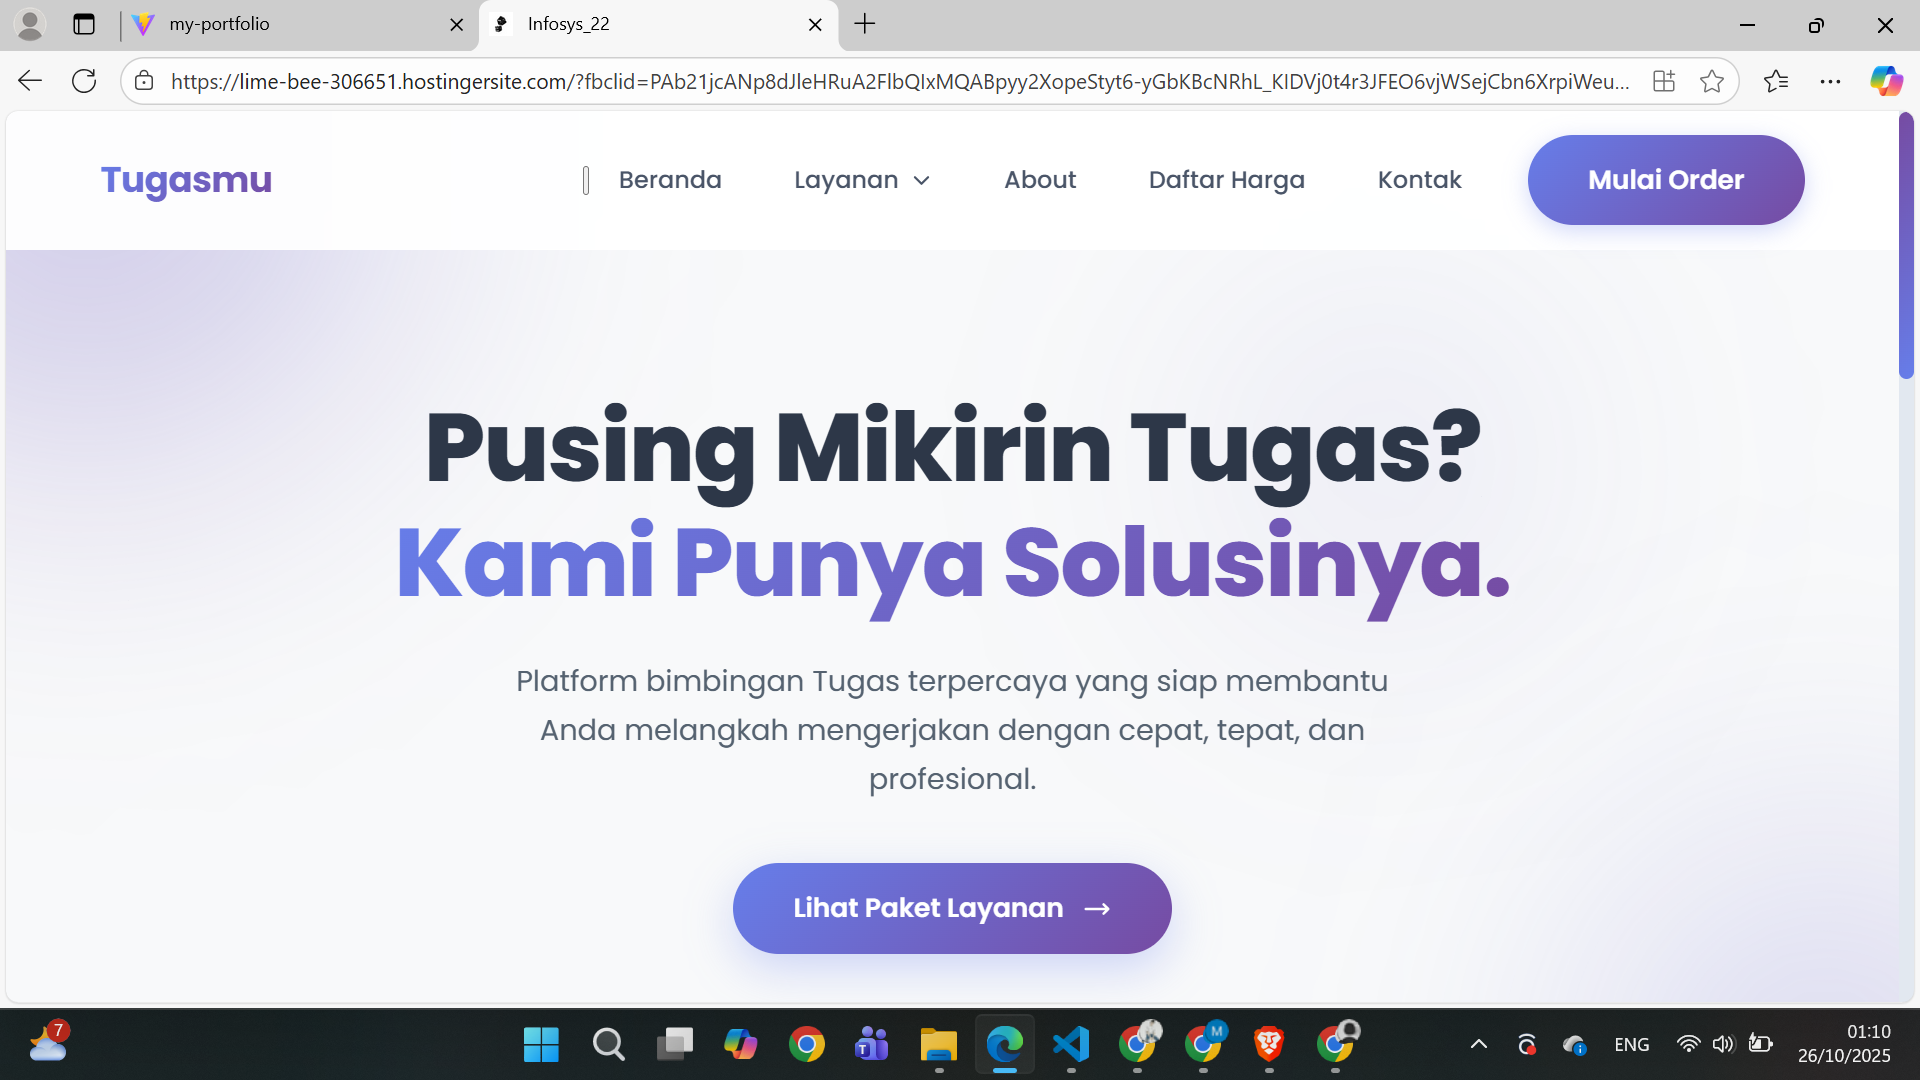 my-portfolio
Infosys_22
https://lime-bee-306651.hostingersite.com/?fbclid=PAb21jcANp8dJleHRuA2FlbQIxMQABpyy2XopeStyt6-yGbKBcNRhL_KIDVj0t4r3JFEO6vjWSejCbn6XrpiWeu...
Tugasmu
Beranda
Layanan
About
Daftar Harga
Kontak
Mulai Order
Pusing Mikirin Tugas?
Kami Punya Solusinya.
Platform bimbingan Tugas terpercaya yang siap membantu
Anda melangkah mengerjakan dengan cepat, tepat, dan
profesional.
Lihat Paket Layanan →
7
T
M
ENG
01:10
26/10/2025